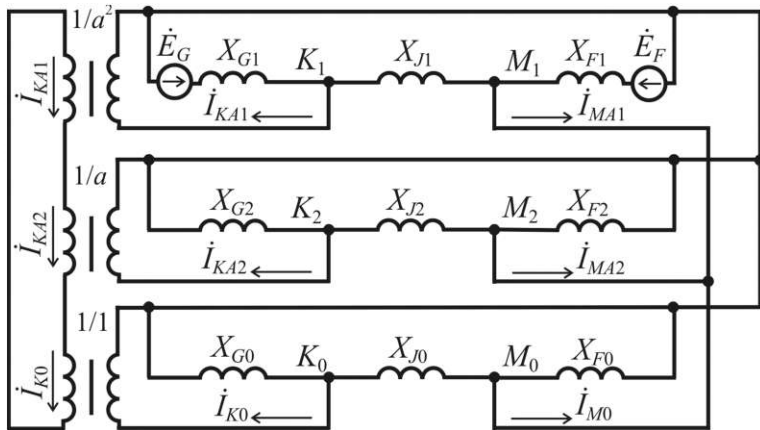 1/a²
Ė_G X_G1 K_1 X_J1 M_1 X_F1 Ė_F
İ_KA1 İ_KA1 İ_MA1
1/a
X_G2 K_2 X_J2 M_2 X_F2
İ_KA2 İ_KA2 İ_MA2
1/1
X_G0 K_0 X_J0 M_0 X_F0
İ_K0 İ_K0 İ_M0